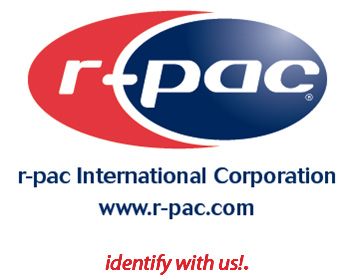 r-pac®
r-pac International Corporation
www.r-pac.com
identify with us!.